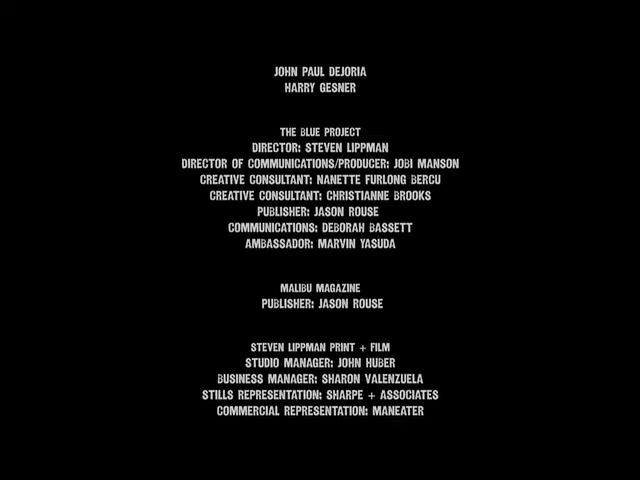 JOHN PAUL DEJORIA
HARRY GESNER
THE BLUE PROJECT
DIRECTOR: STEVEN LIPPMAN
DIRECTOR OF COMMUNICATIONS/PRODUCER: JOBI MANSON
CREATIVE CONSULTANT: NANETTE FURLONG BERCU
CREATIVE CONSULTANT: CHRISTIANNE BROOKS
PUBLISHER: JASON ROUSE
COMMUNICATIONS: DEBORAH BASSETT
AMBASSADOR: MARVIN YASUDA
MALIBU MAGAZINE
PUBLISHER: JASON ROUSE
STEVEN LIPPMAN PRINT + FILM
STUDIO MANAGER: JOHN HUBER
BUSINESS MANAGER: SHARON VALENZUELA
STILLS REPRESENTATION: SHARPE + ASSOCIATES
COMMERCIAL REPRESENTATION: MANEATER